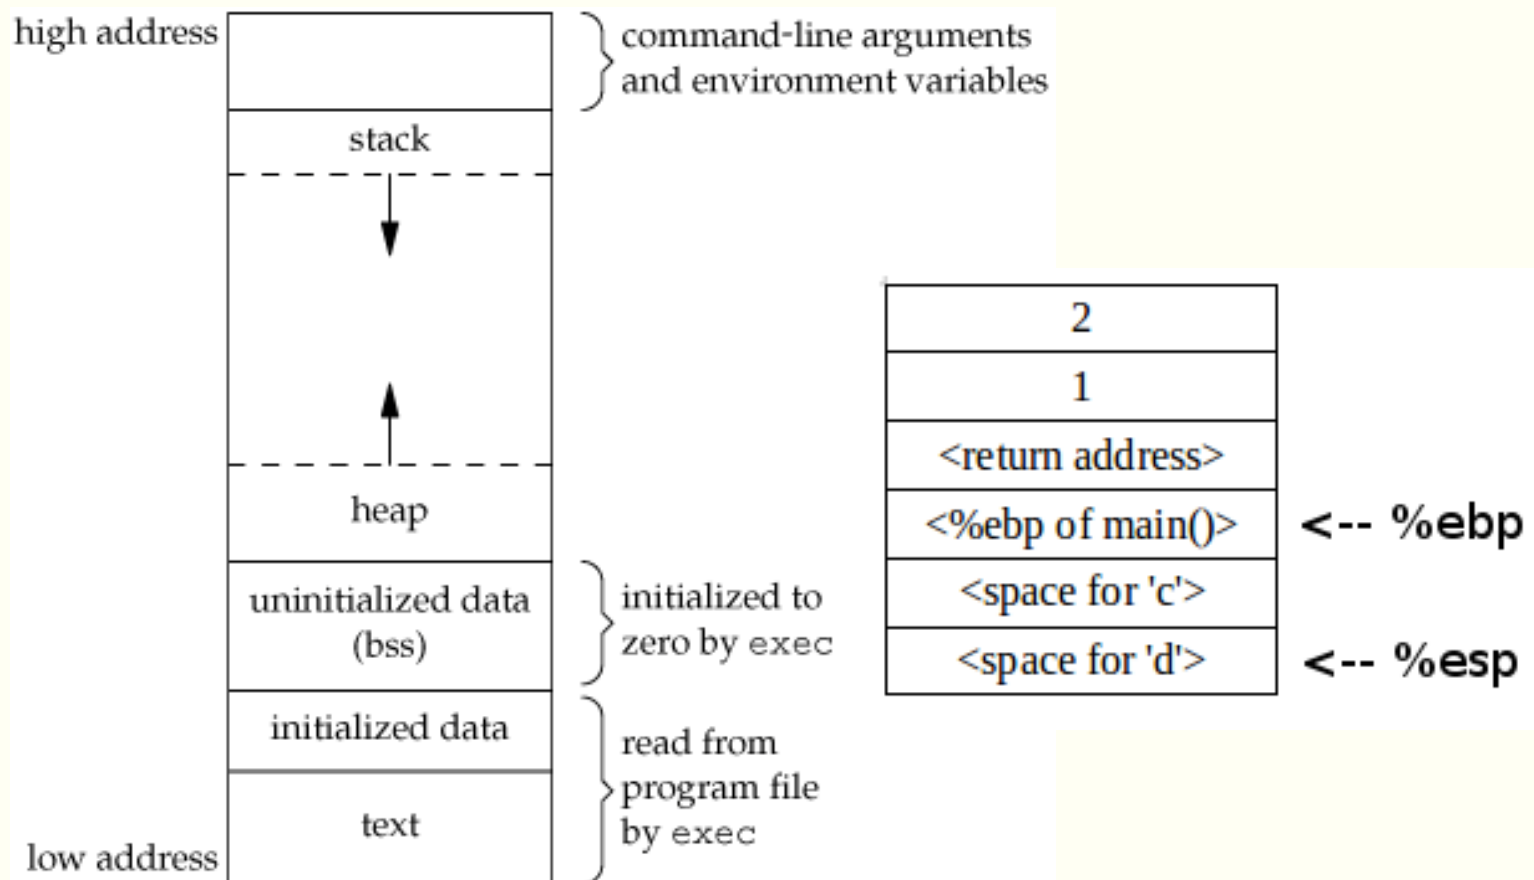 high address
command-line arguments
and environment variables
stack
heap
uninitialized data
(bss)
initialized to
zero by exec
initialized data
read from
program file
by exec
text
low address
2
1
<return address>
<%ebp of main()> <-- %ebp
<space for 'c'>
<space for 'd'> <-- %esp